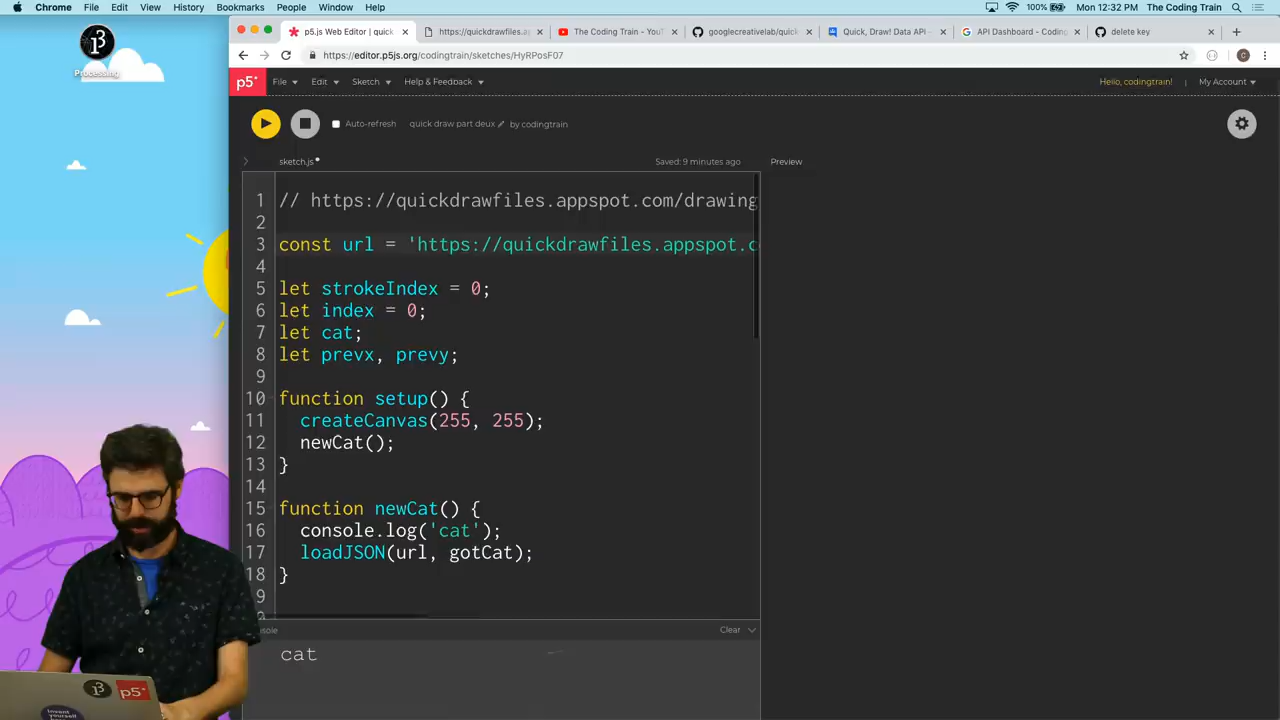 Chrome File Edit View History Bookmarks People Window Help
100% Mon 12:32 PM The Coding Train
p5.js Web Editor | quick
https://quickdrawfiles.ap
The Coding Train - YouT
googlecreativelab/quick
Quick, Draw! Data API -
API Dashboard - Coding
delete key
https://editor.p5js.org/codingtrain/sketches/HyRPosF07
Processing
p5* File Edit Sketch Help & Feedback
Hello, codingtrain! | My Account
Auto-refresh quick draw part deux by codingtrain
sketch.js
Saved: 9 minutes ago
Preview
1 // https://quickdrawfiles.appspot.com/drawing
2
3 const url = 'https://quickdrawfiles.appspot.c
4
5 let strokeIndex = 0;
6 let index = 0;
7 let cat;
8 let prevx, prevy;
9
10 function setup() {
11 createCanvas(255, 255);
12 newCat();
13 }
14
15 function newCat() {
16 console.log('cat');
17 loadJSON(url, gotCat);
18 }
Clear
cat
p5*